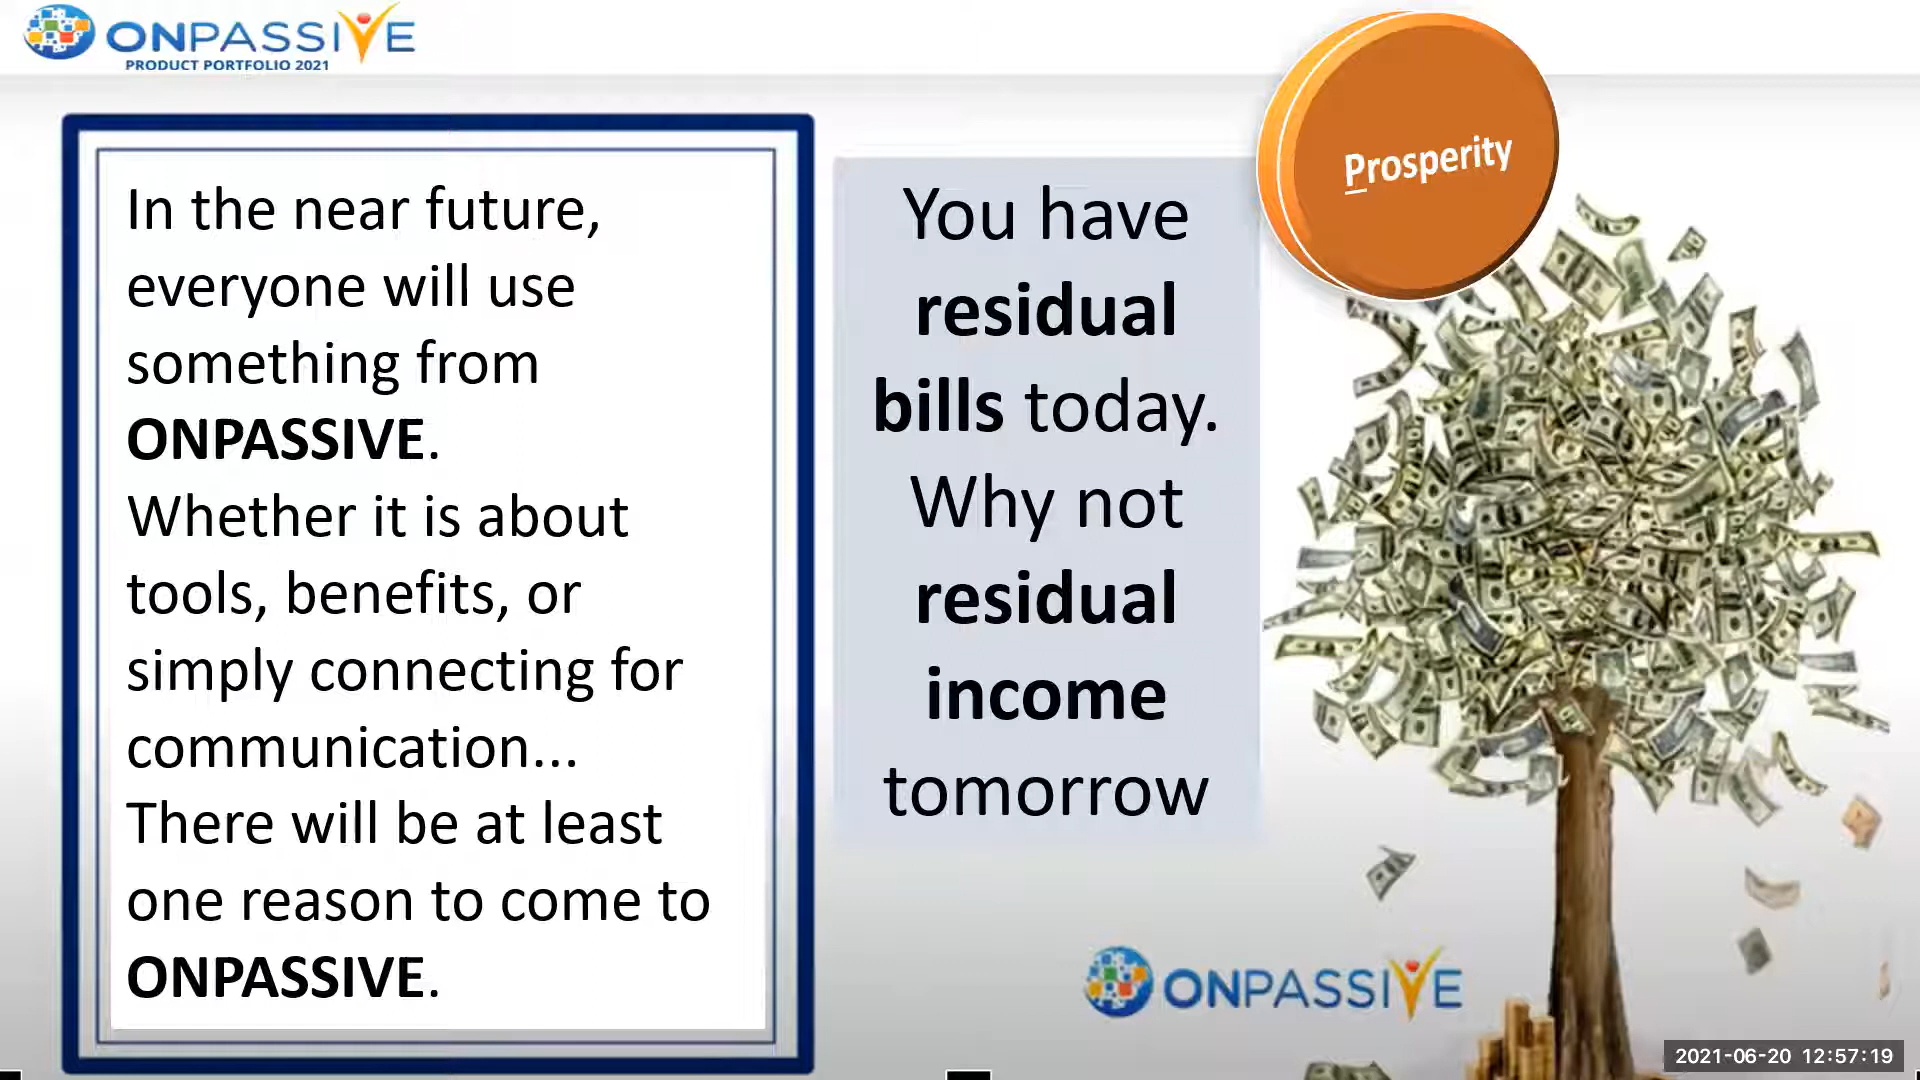 ONPASSIVE
PRODUCT PORTFOLIO 2021
Prosperity
In the near future,
everyone will use
something from
ONPASSIVE.
Whether it is about
tools, benefits, or
simply connecting for
communication...
There will be at least
one reason to come to
ONPASSIVE.
You have
residual
bills today.
Why not
residual
income
tomorrow
ONPASSIVE
2021-06-20 12:57:19